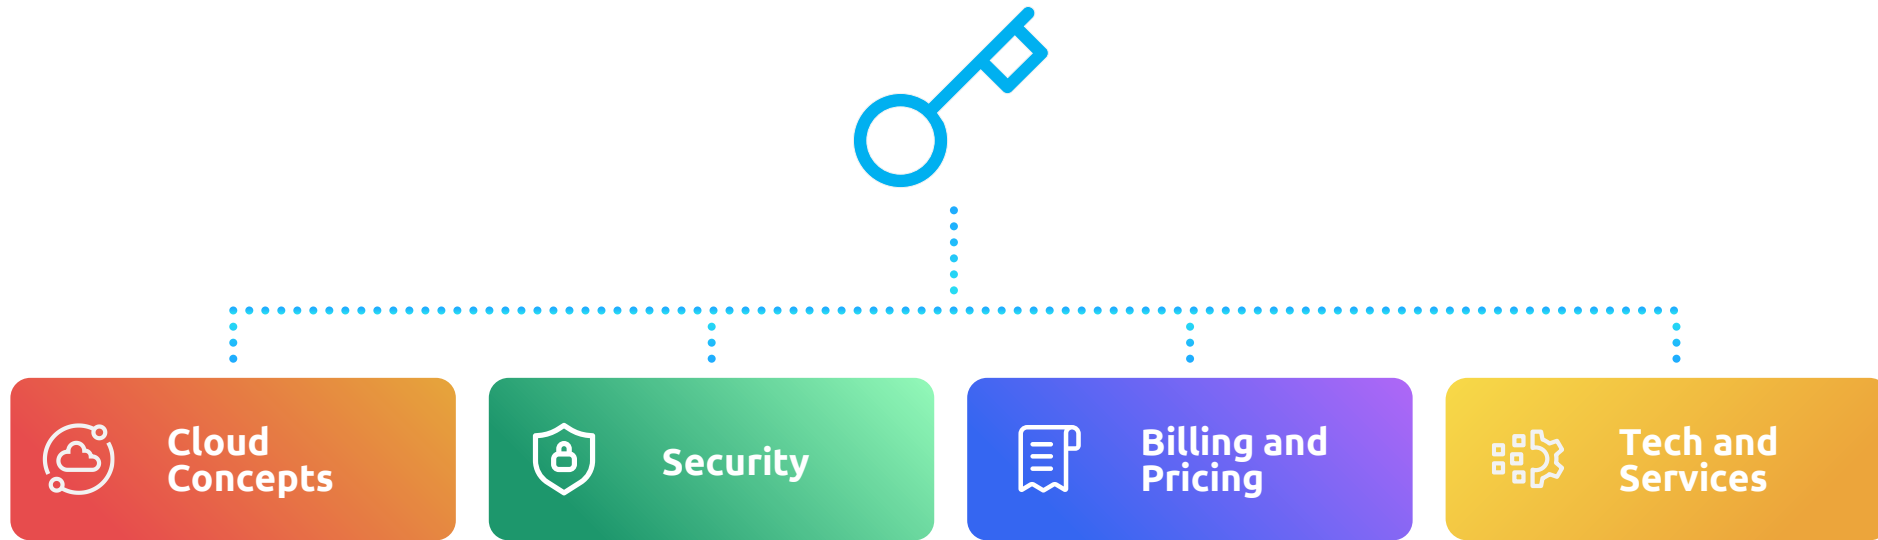 Cloud
Concepts
Security
Billing and
Pricing
Tech and
Services